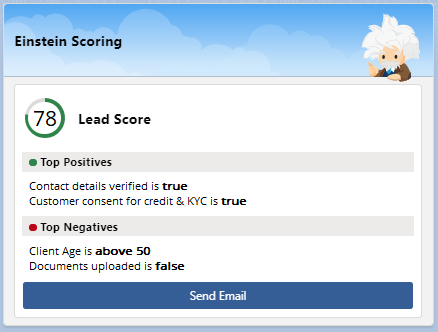 Einstein Scoring
78
Lead Score
Top Positives
Contact details verified is true
Customer consent for credit & KYC is true
Top Negatives
Client Age is above 50
Documents uploaded is false
Send Email